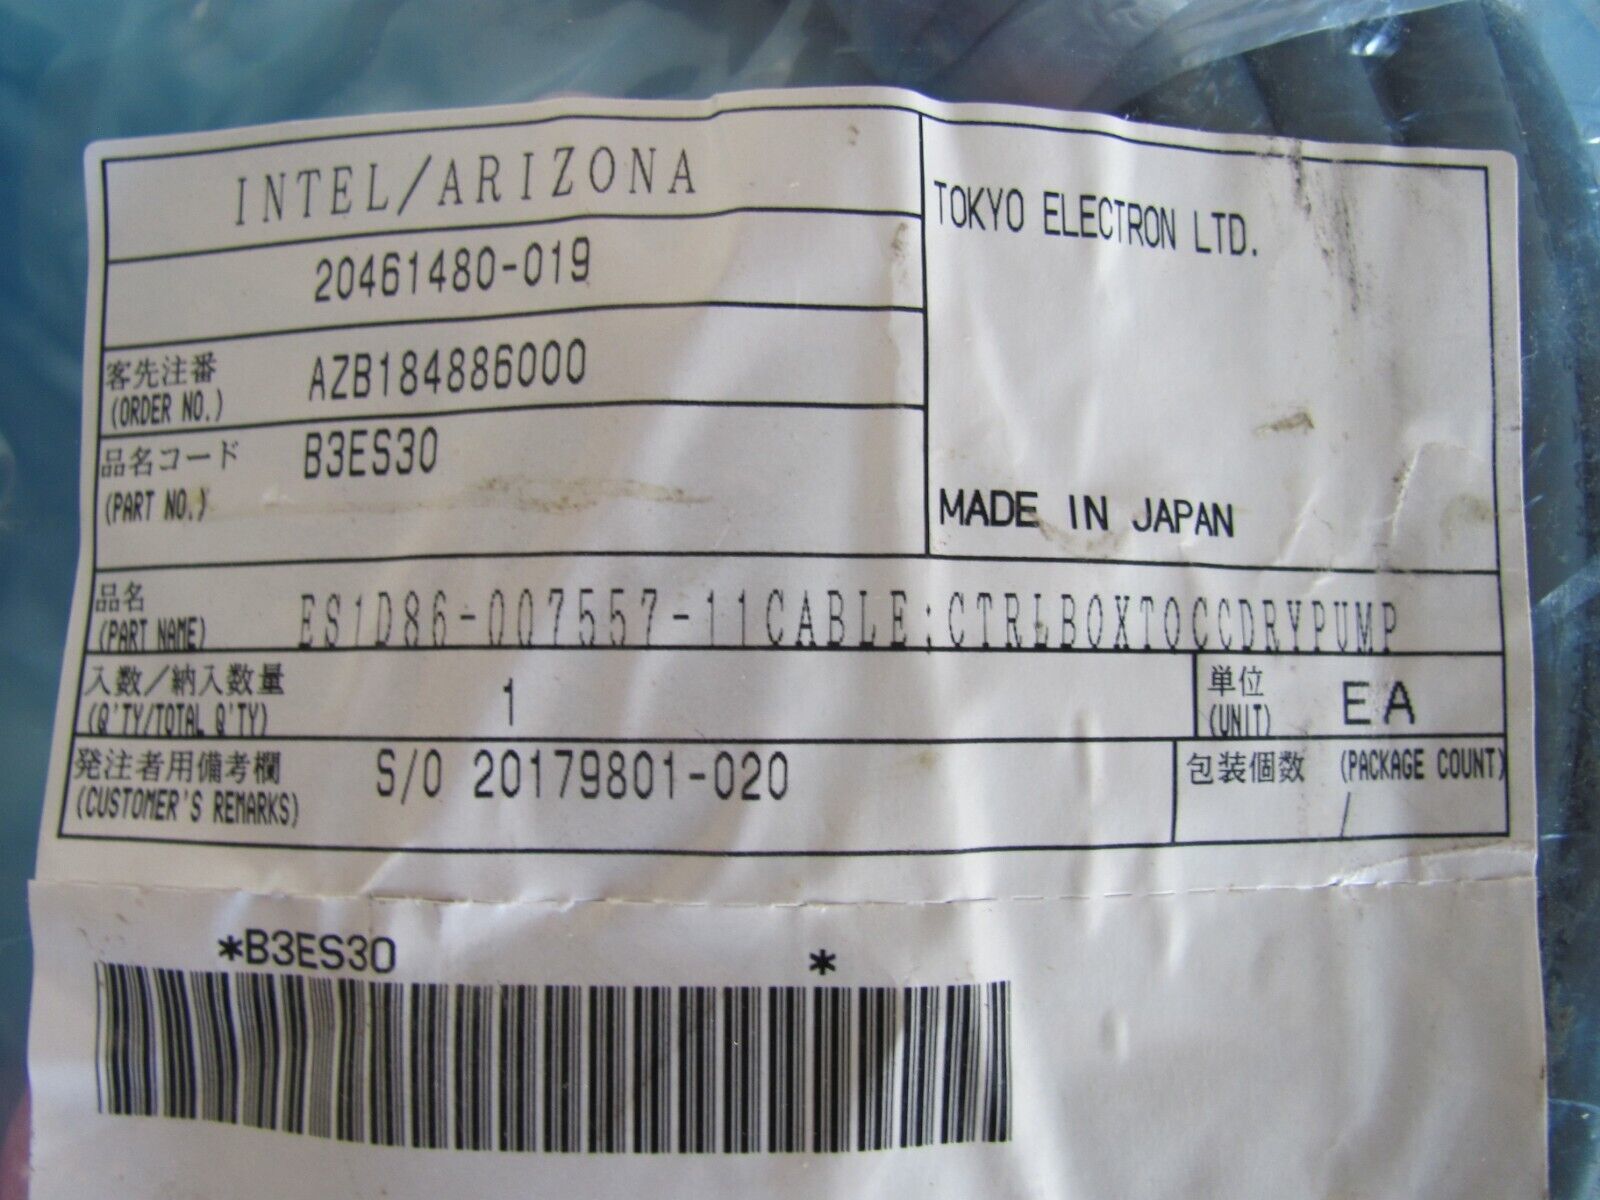 INTEL/ARIZONA
20461480-019
TOKYO ELECTRON LTD.
MADE IN JAPAN
客先注番
(ORDER NO.)
AZB184886000
品名コード
(PART NO.)
B3ES30
品名
(PART NAME)
ES1D86-007557-11CABLE:CTRLBOXTOCCDRYPUMP
入数/納入数量
(Q'TY/TOTAL Q'TY)
1
単位
(UNIT)
EA
発注者用備考欄
(CUSTOMER'S REMARKS)
S/O 20179801-020
包装個数 (PACKAGE COUNT)
/
*B3ES30 *